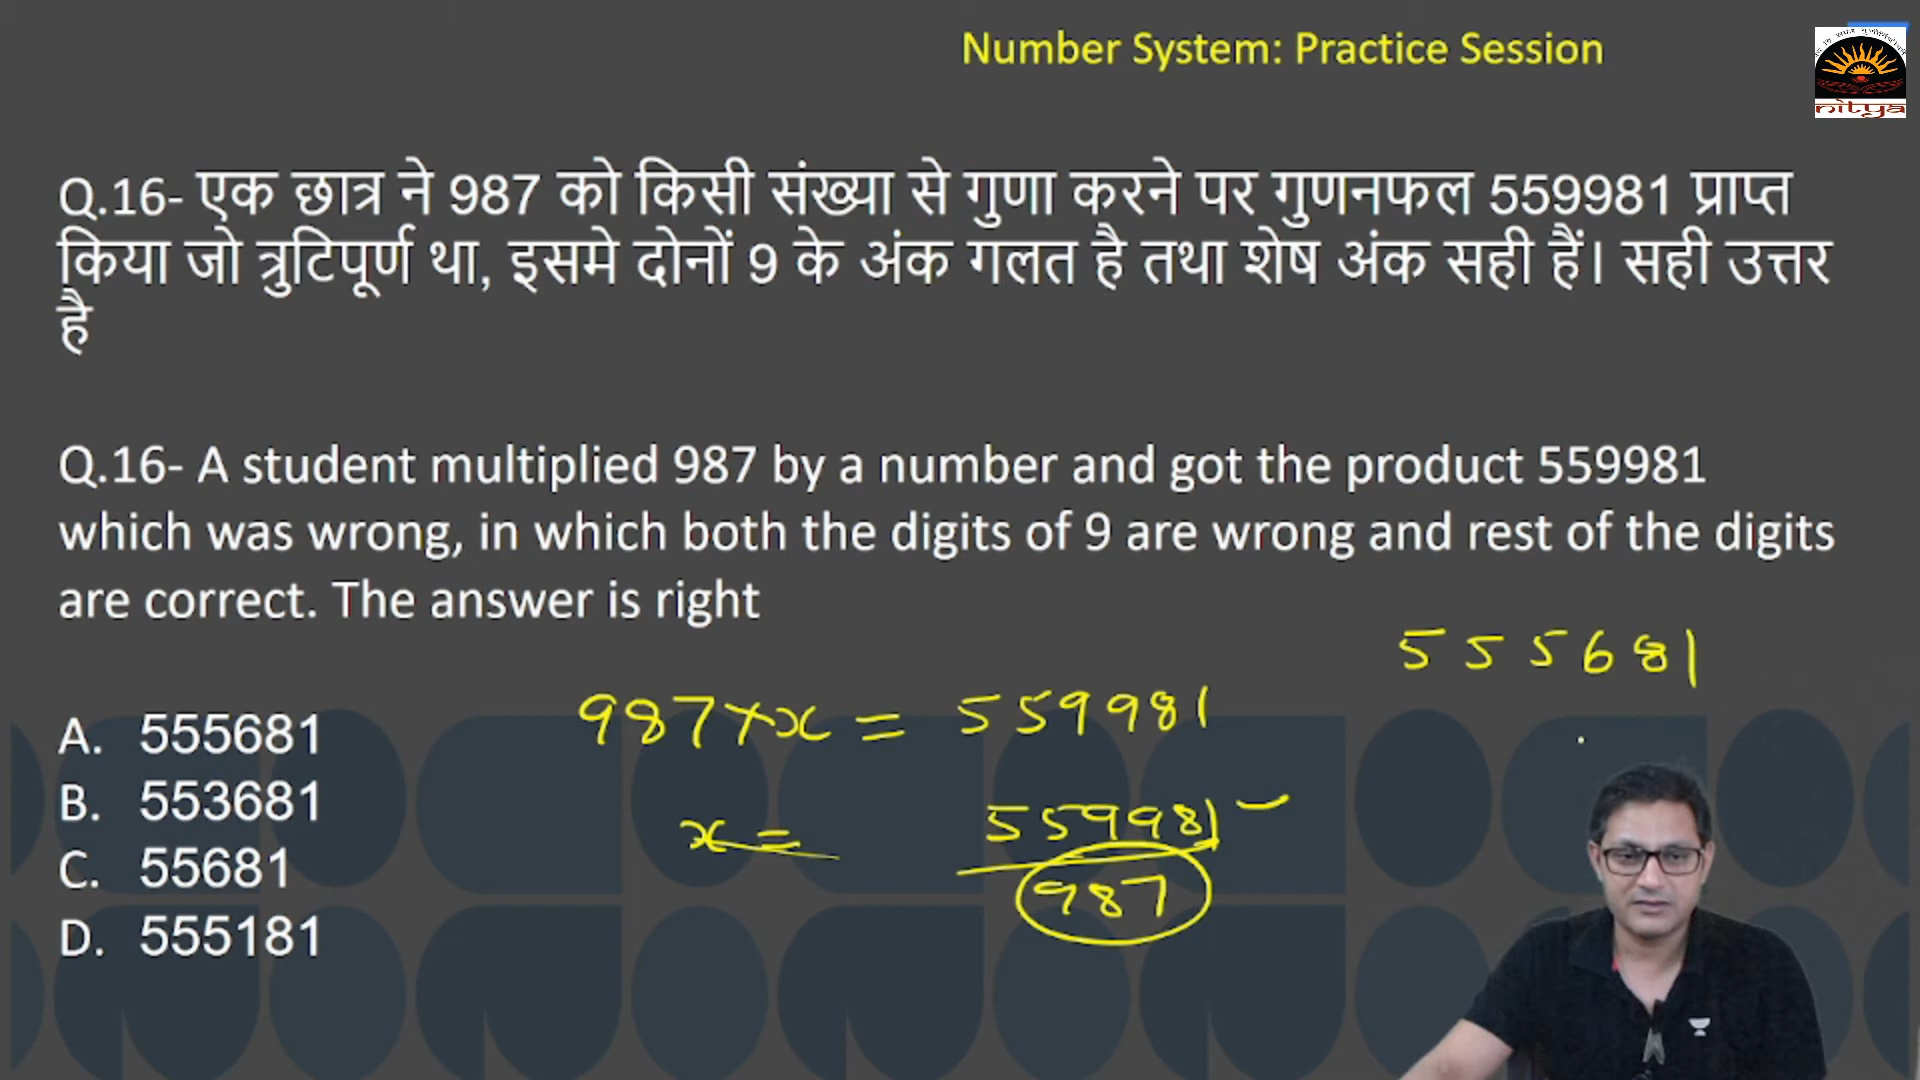 Number System: Practice Session
nitya
Q.16- एक छात्र ने 987 को किसी संख्या से गुणा करने पर गुणनफल 559981 प्राप्त
किया जो त्रुटिपूर्ण था, इसमे दोनों 9 के अंक गलत है तथा शेष अंक सही हैं। सही उत्तर
है
Q.16- A student multiplied 987 by a number and got the product 559981
which was wrong, in which both the digits of 9 are wrong and rest of the digits
are correct. The answer is right
555681
987 × x = 559981
A. 555681
B. 553681
C. 55681
D. 555181
x =
559981
987